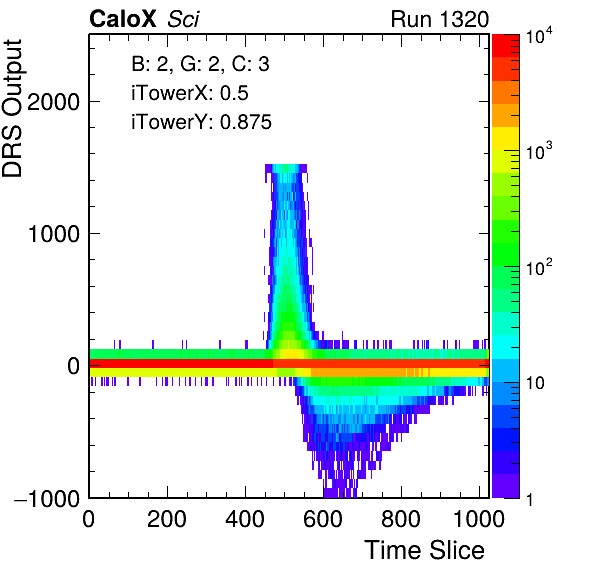 CaloX Sci Run 1320
DRS Output
B: 2, G: 2, C: 3
iTowerX: 0.5
iTowerY: 0.875
2000
1000
0
−1000
0 200 400 600 800 1000
Time Slice
10⁴
10³
10²
10
1